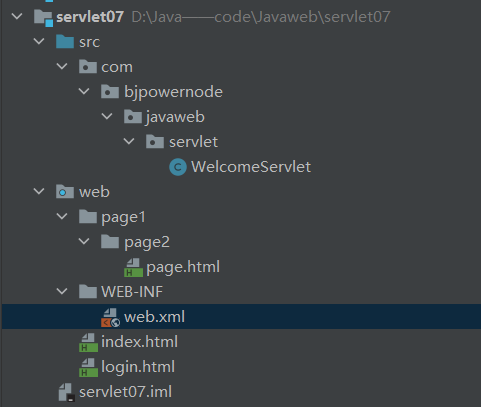 servlet07 D:\Java——code\Javaweb\servlet07
src
com
bjpowernode
javaweb
servlet
C WelcomeServlet
web
page1
page2
H page.html
WEB-INF
web.xml
H index.html
H login.html
servlet07.iml